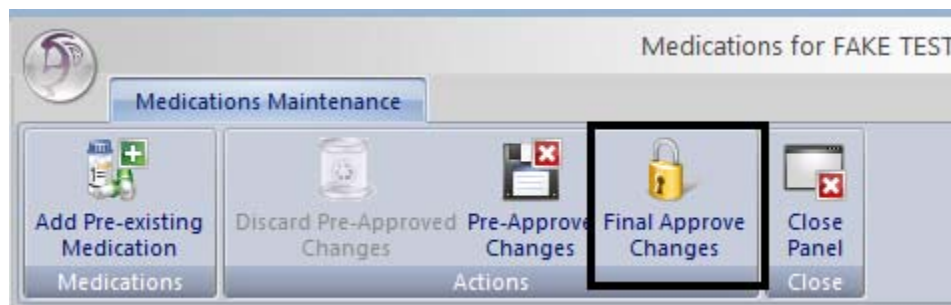 Medications for FAKE TEST
Medications Maintenance
Add Pre-existing
Medication
Discard Pre-Approved
Changes
Pre-Approve
Changes
Final Approve
Changes
Close
Panel
Medications
Actions
Close